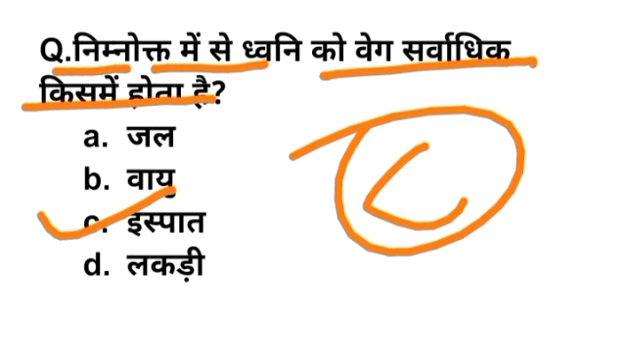 Q.निम्नोक्त में से ध्वनि को वेग सर्वाधिक
किसमें होता है?
a. जल
b. वायु
c. इस्पात
d. लकड़ी
C